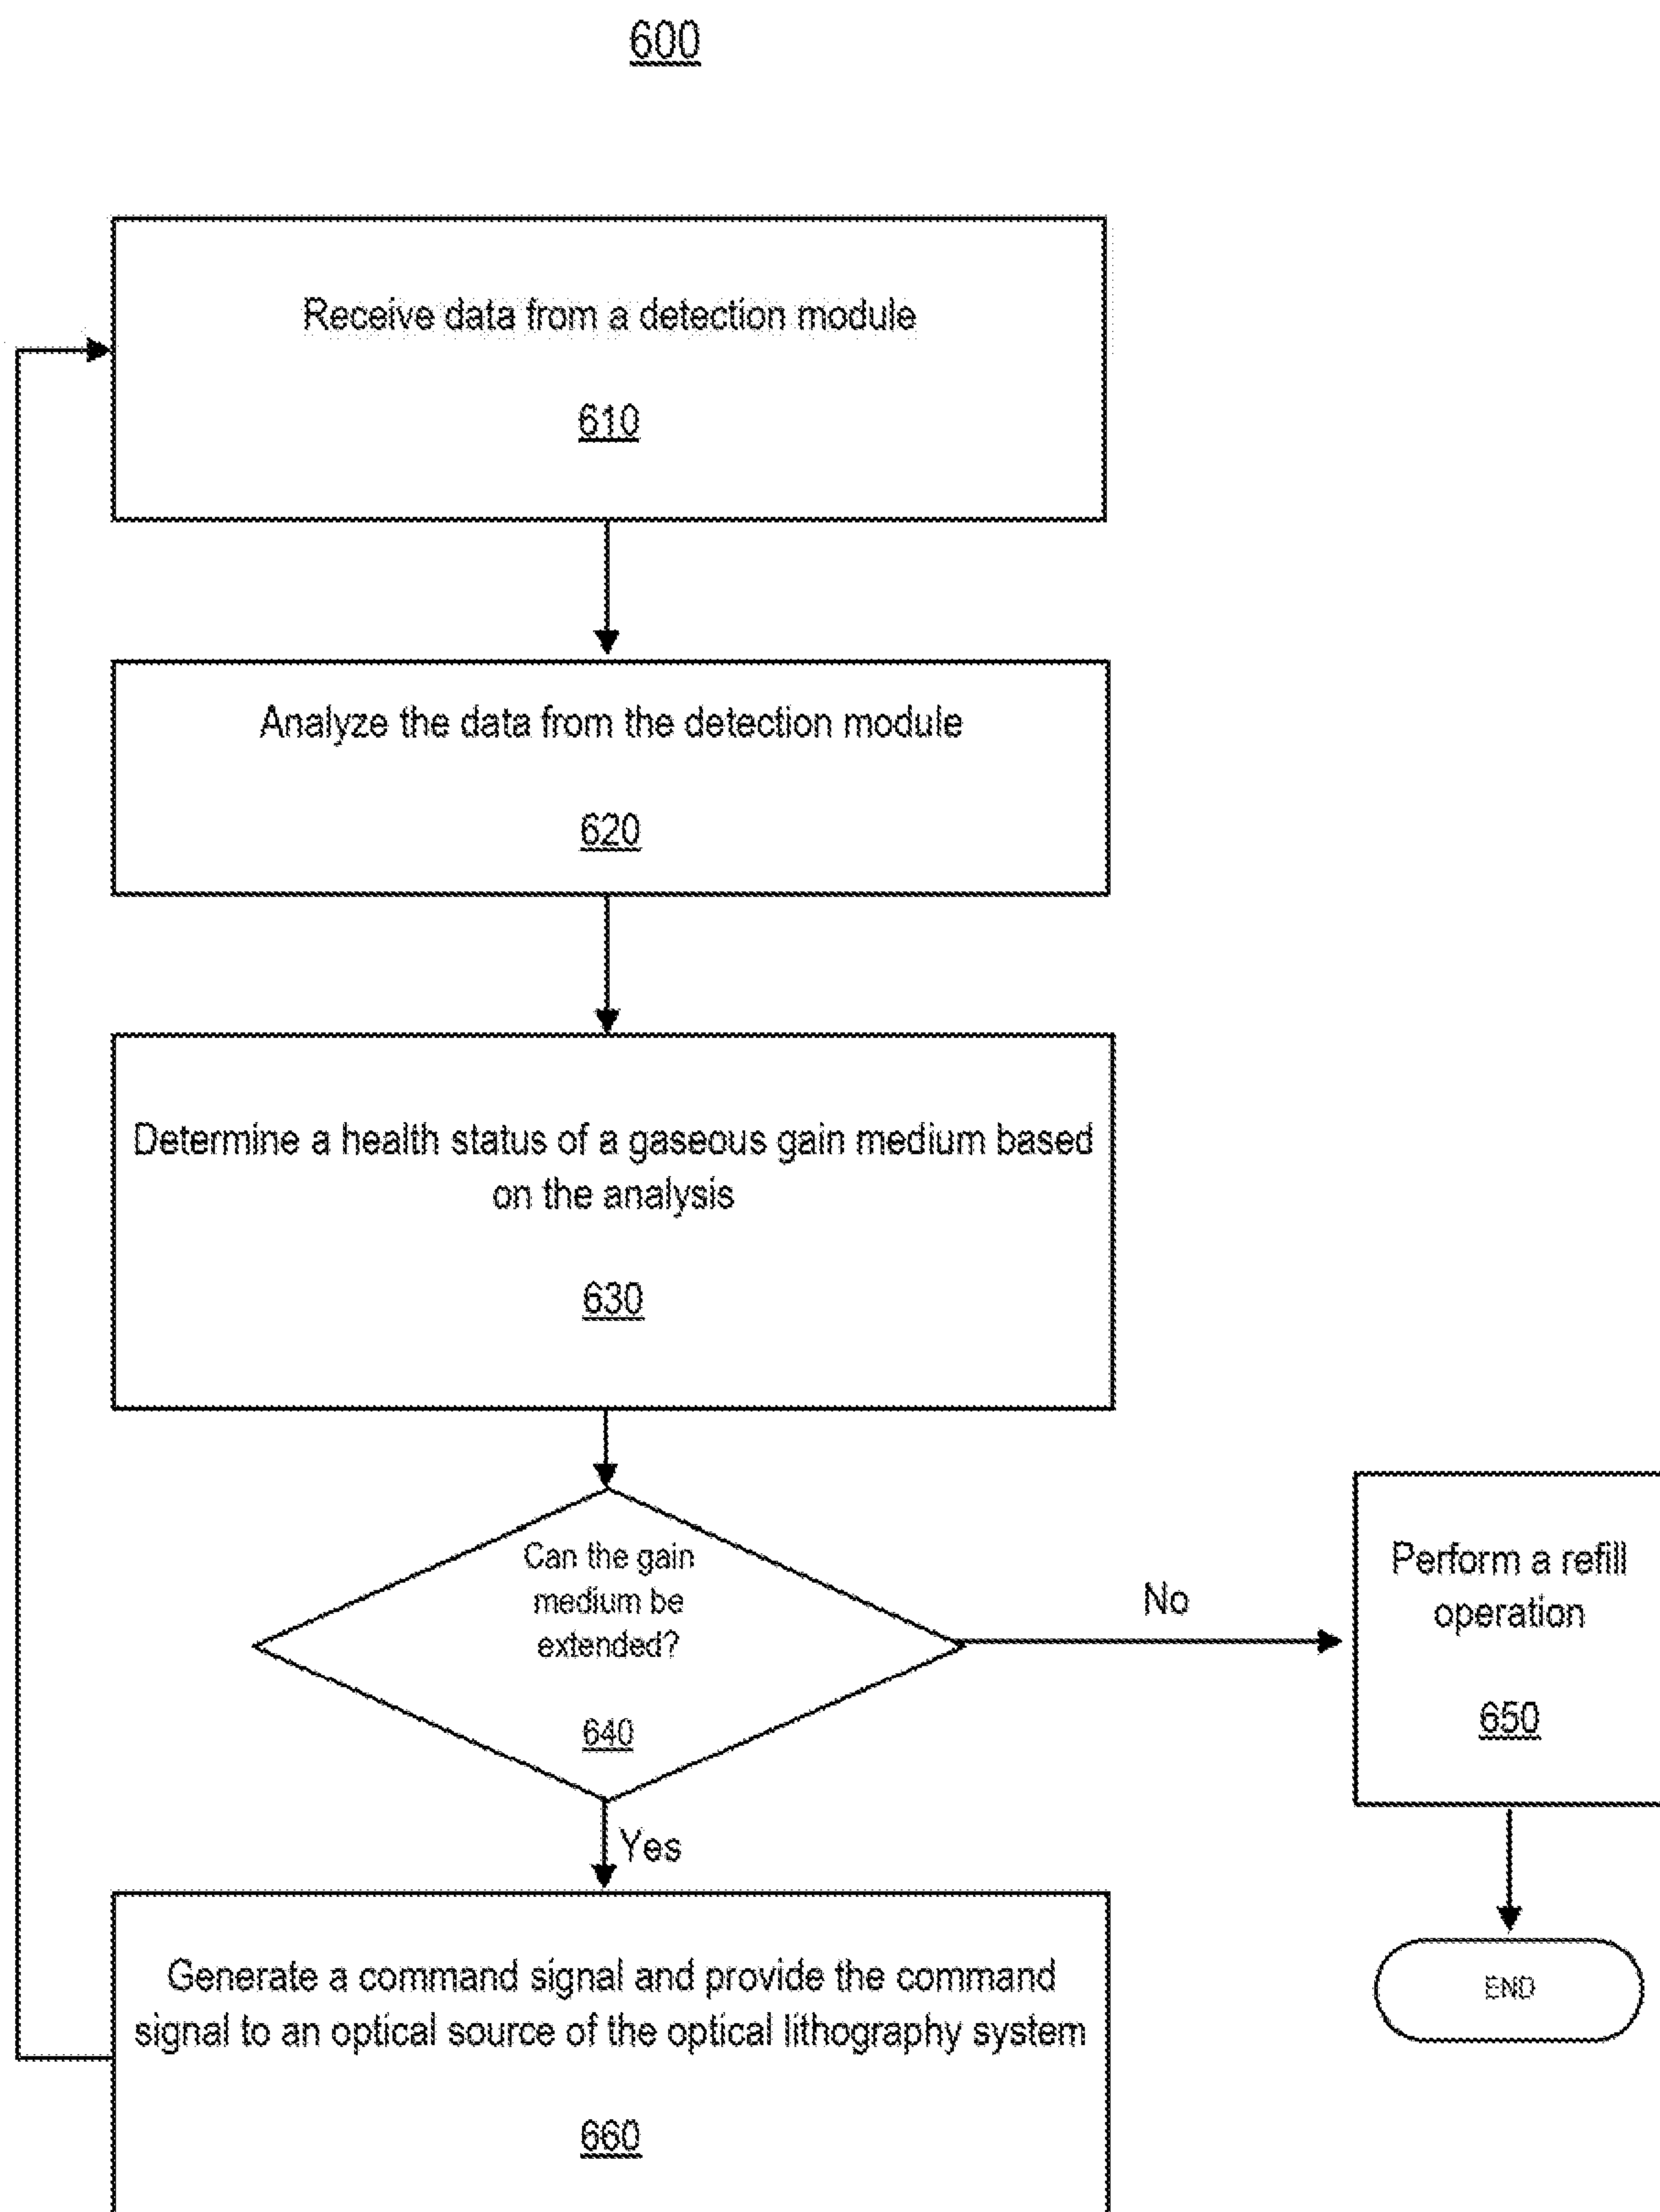 600
Receive data from a detection module
610
Analyze the data from the detection module
620
Determine a health status of a gaseous gain medium based
on the analysis
630
Can the gain
medium be
extended?
640
No
Perform a refill
operation
650
Yes
Generate a command signal and provide the command
signal to an optical source of the optical lithography system
660
END